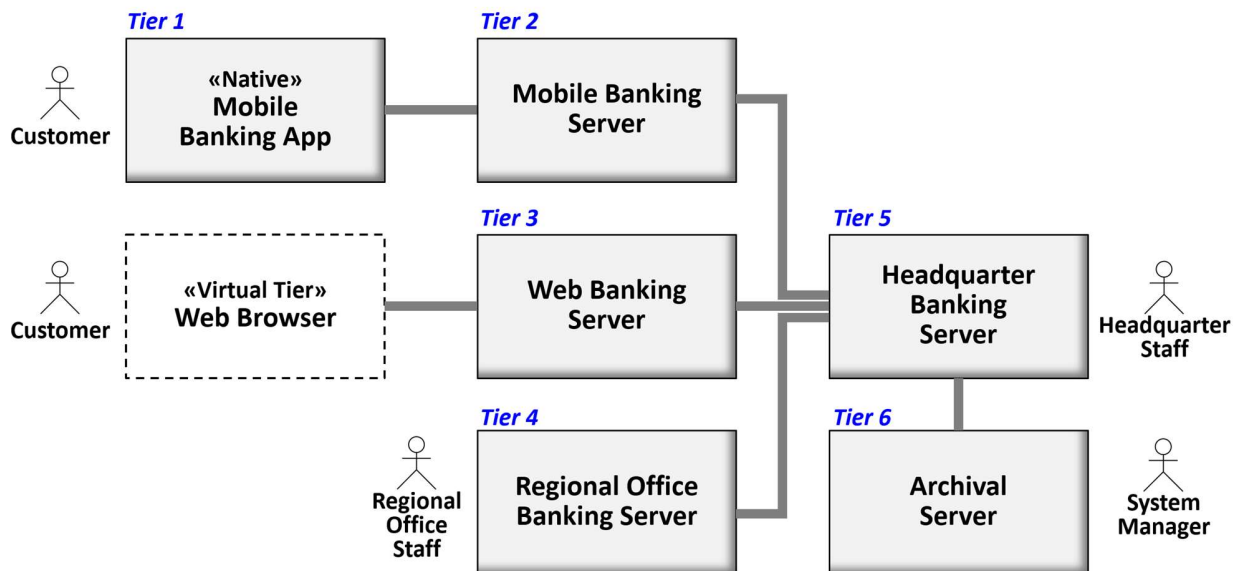 Tier 1
Tier 2
«Native»
Mobile
Banking App
Mobile Banking
Server
Customer
Tier 3
Tier 5
«Virtual Tier»
Web Browser
Web Banking
Server
Headquarter
Banking
Server
Customer
Headquarter
Staff
Tier 4
Tier 6
Regional Office
Banking Server
Archival
Server
Regional
Office
Staff
System
Manager